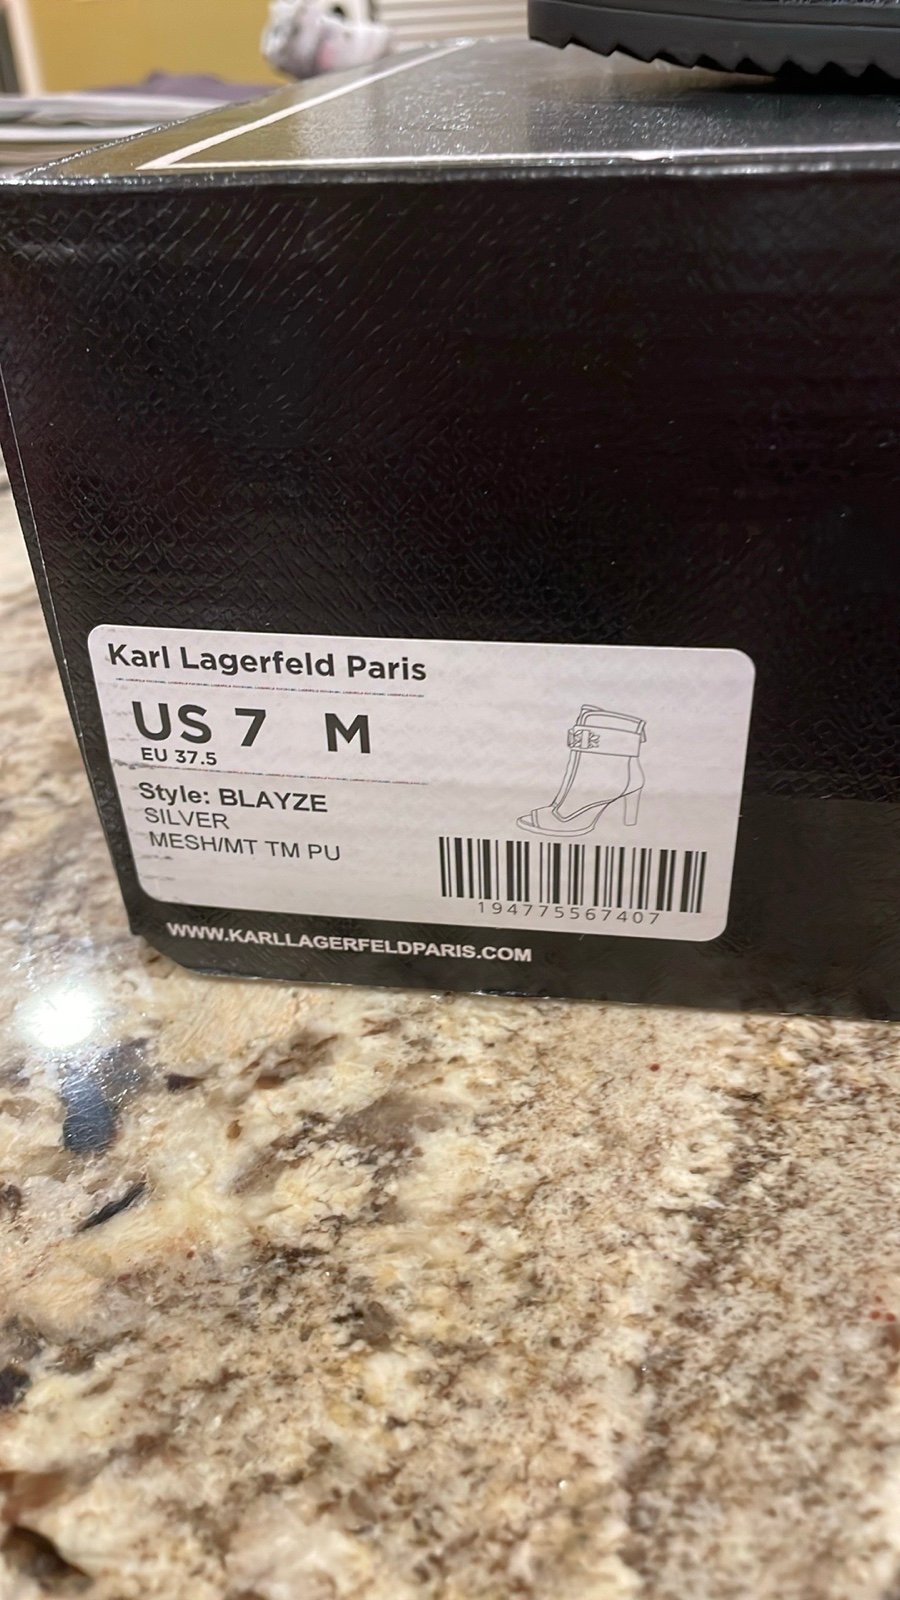 Karl Lagerfeld Paris
US 7 M
EU 37.5
Style: BLAYZE
SILVER
MESH/MT TM PU
194775567407
WWW.KARLLAGERFELDPARIS.COM